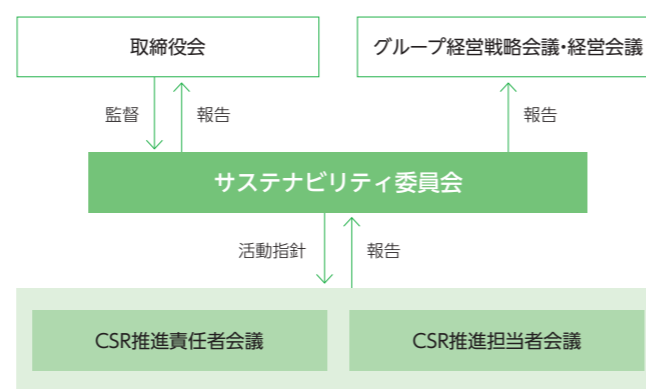 取締役会
グループ経営戦略会議・経営会議
監督
報告
報告
サステナビリティ委員会
活動指針
報告
CSR推進責任者会議
CSR推進担当者会議